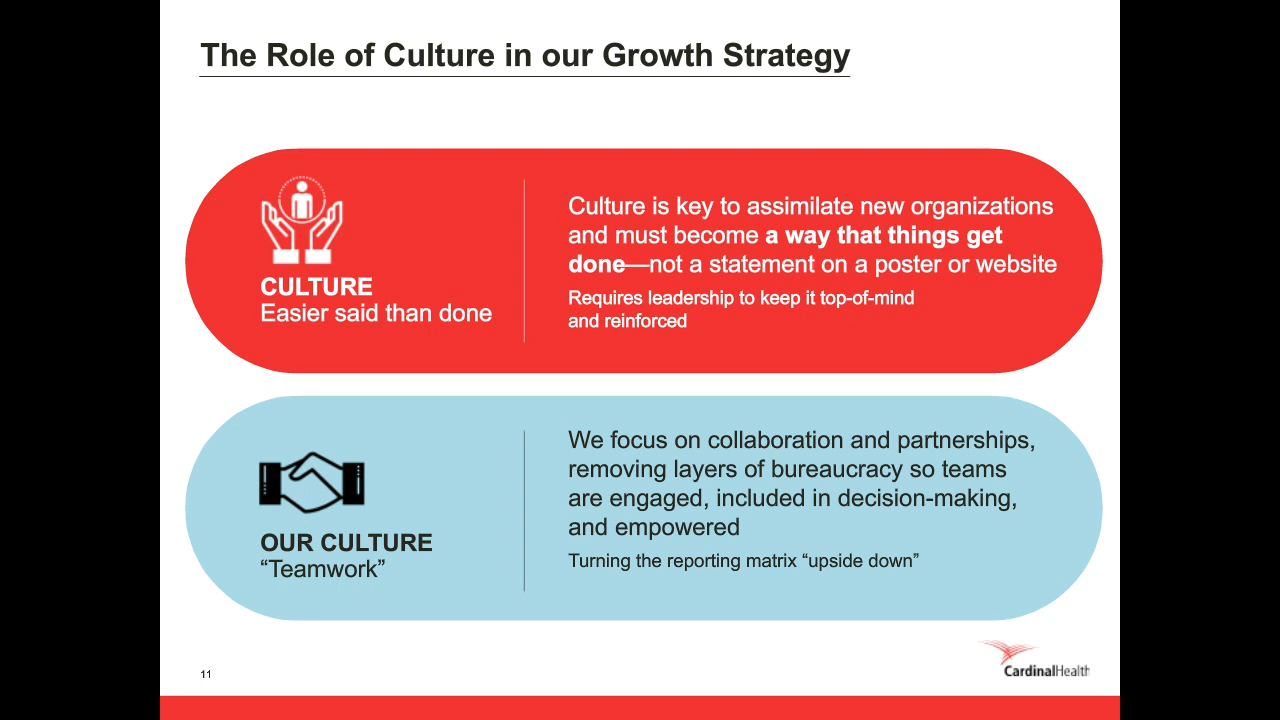 The Role of Culture in our Growth Strategy
CULTURE
Easier said than done
Culture is key to assimilate new organizations
and must become a way that things get
done—not a statement on a poster or website
Requires leadership to keep it top-of-mind
and reinforced
OUR CULTURE
“Teamwork”
We focus on collaboration and partnerships,
removing layers of bureaucracy so teams
are engaged, included in decision-making,
and empowered
Turning the reporting matrix “upside down”
11
CardinalHealth